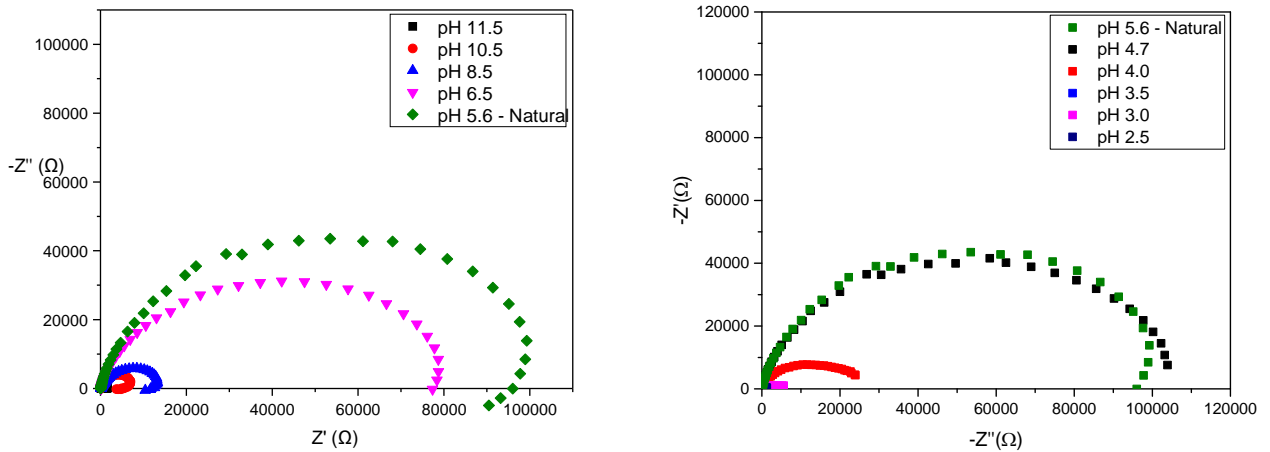 100000
80000
60000
40000
20000
0
-Z'' (Ω)
pH 11.5
pH 10.5
pH 8.5
pH 6.5
pH 5.6 - Natural
0
20000
40000
60000
80000
100000
Z' (Ω)
120000
100000
80000
60000
40000
20000
0
-Z'(Ω)
pH 5.6 - Natural
pH 4.7
pH 4.0
pH 3.5
pH 3.0
pH 2.5
0
20000
40000
60000
80000
100000
120000
-Z''(Ω)